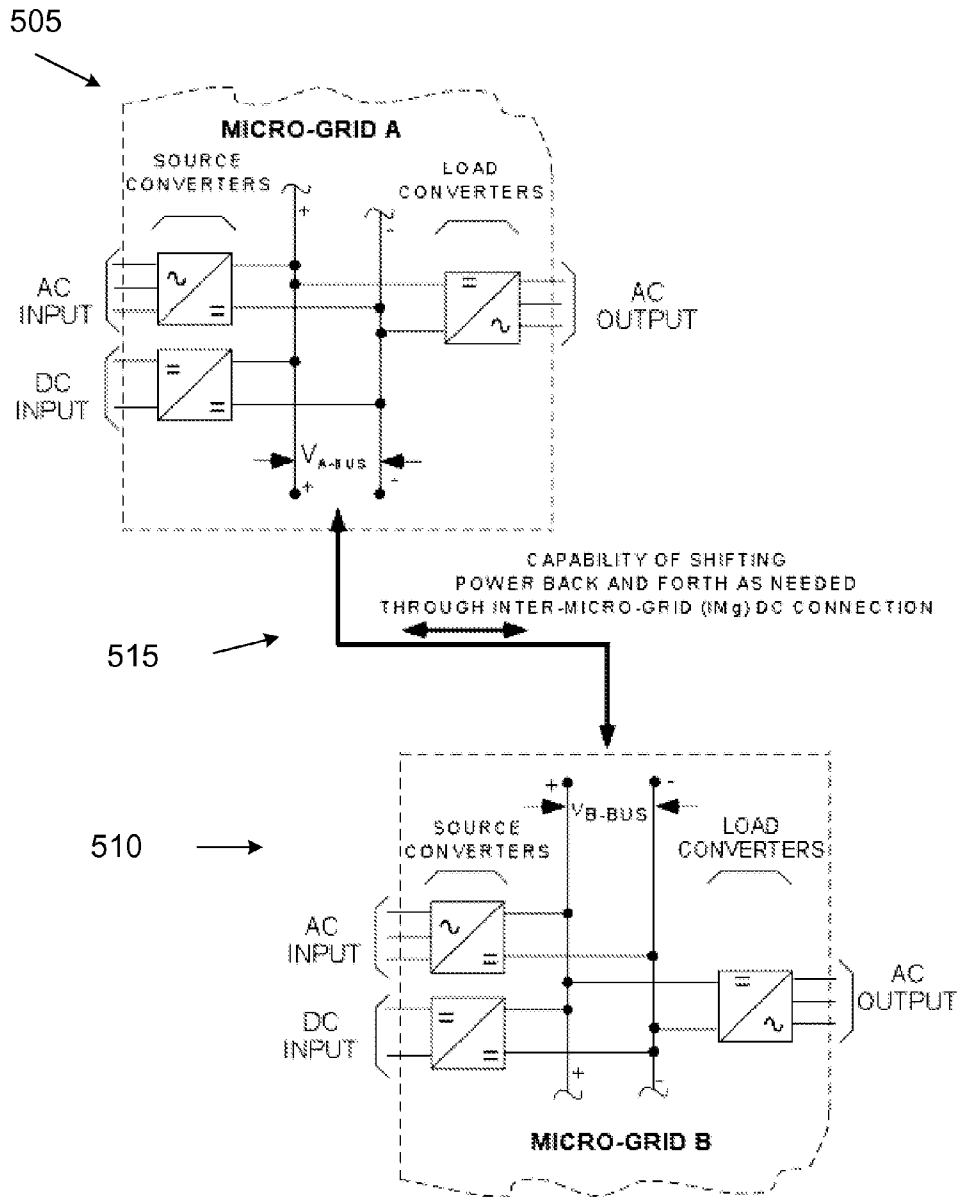 505
MICRO-GRID A
SOURCE
CONVERTERS
LOAD
CONVERTERS
+
-
AC
INPUT
AC
OUTPUT
DC
INPUT
VA-BUS
+
-
CAPABILITY OF SHIFTING
POWER BACK AND FORTH AS NEEDED
THROUGH INTER-MICRO-GRID (IMg) DC CONNECTION
515
+
-
VB-BUS
510
SOURCE
CONVERTERS
LOAD
CONVERTERS
AC
INPUT
AC
OUTPUT
DC
INPUT
+
-
MICRO-GRID B